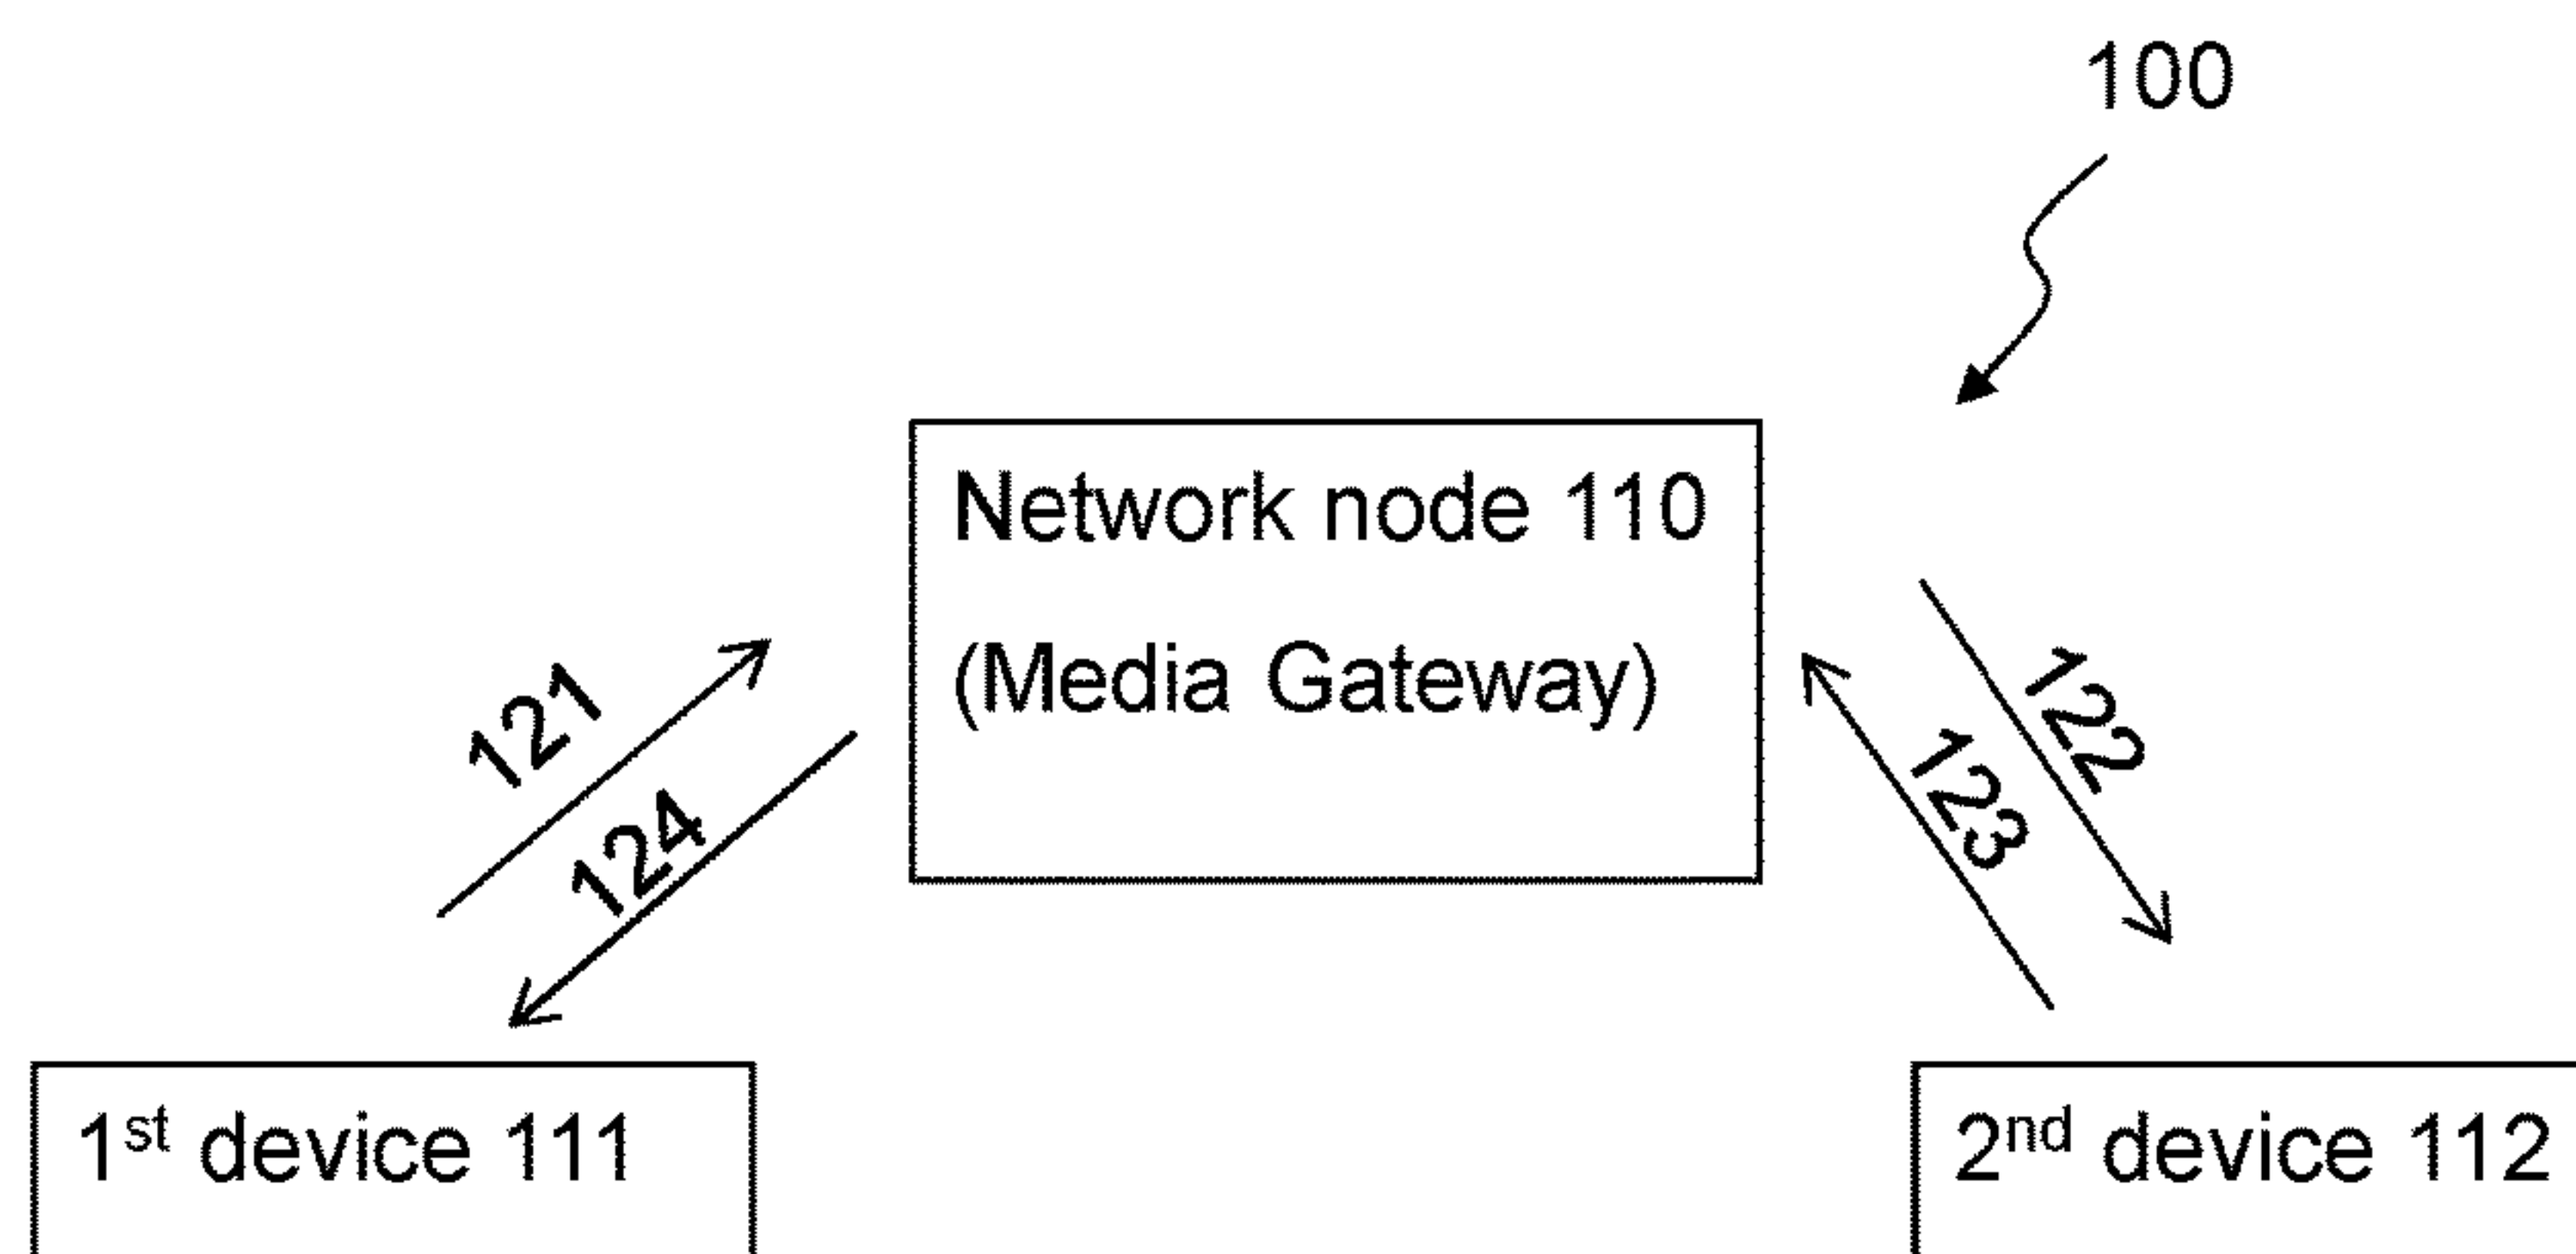 100
Network node 110
(Media Gateway)
121
124
122
123
1st device 111
2nd device 112